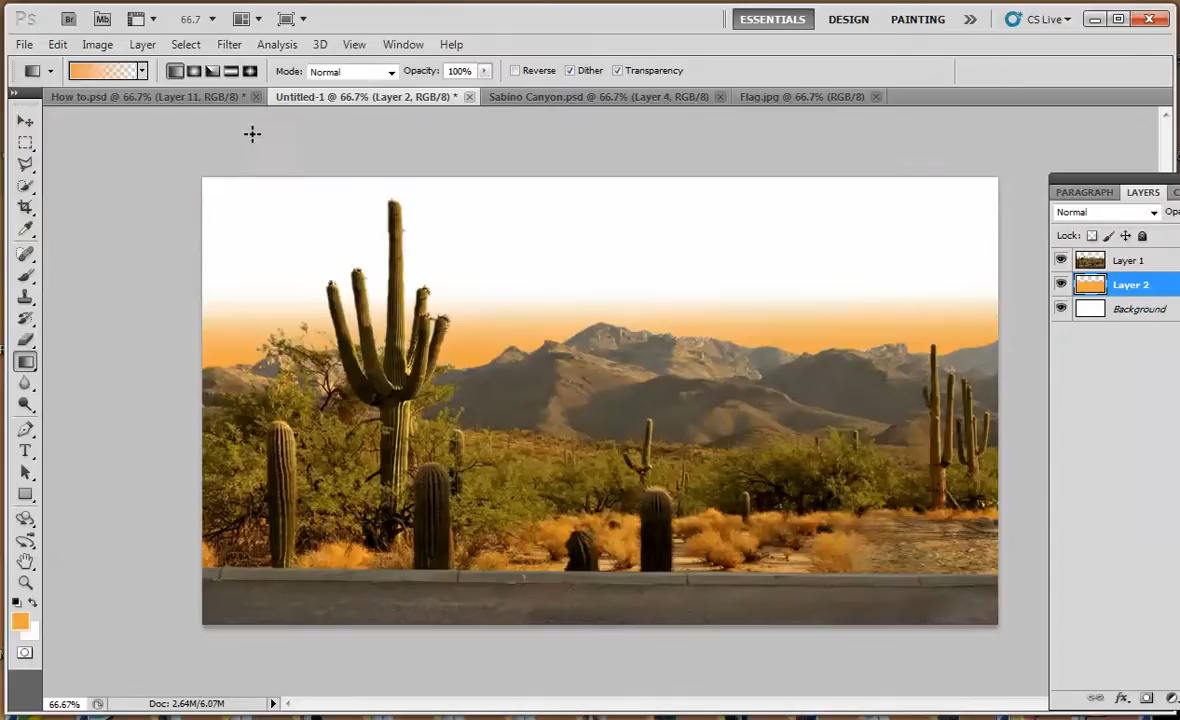 Ps Br Mb 66.7 ESSENTIALS DESIGN PAINTING CS Live
File Edit Image Layer Select Filter Analysis 3D View Window Help
Mode: Normal Opacity: 100% Reverse Dither Transparency
How to.psd @ 66.7% (Layer 11, RGB/8) * Untitled-1 @ 66.7% (Layer 2, RGB/8) * Sabino Canyon.psd @ 66.7% (Layer 4, RGB/8) Flag.jpg @ 66.7% (RGB/8)
PARAGRAPH LAYERS C
Normal Opa
Lock:
Layer 1
Layer 2
Background
fx
66.67% Doc: 2.64M/6.07M